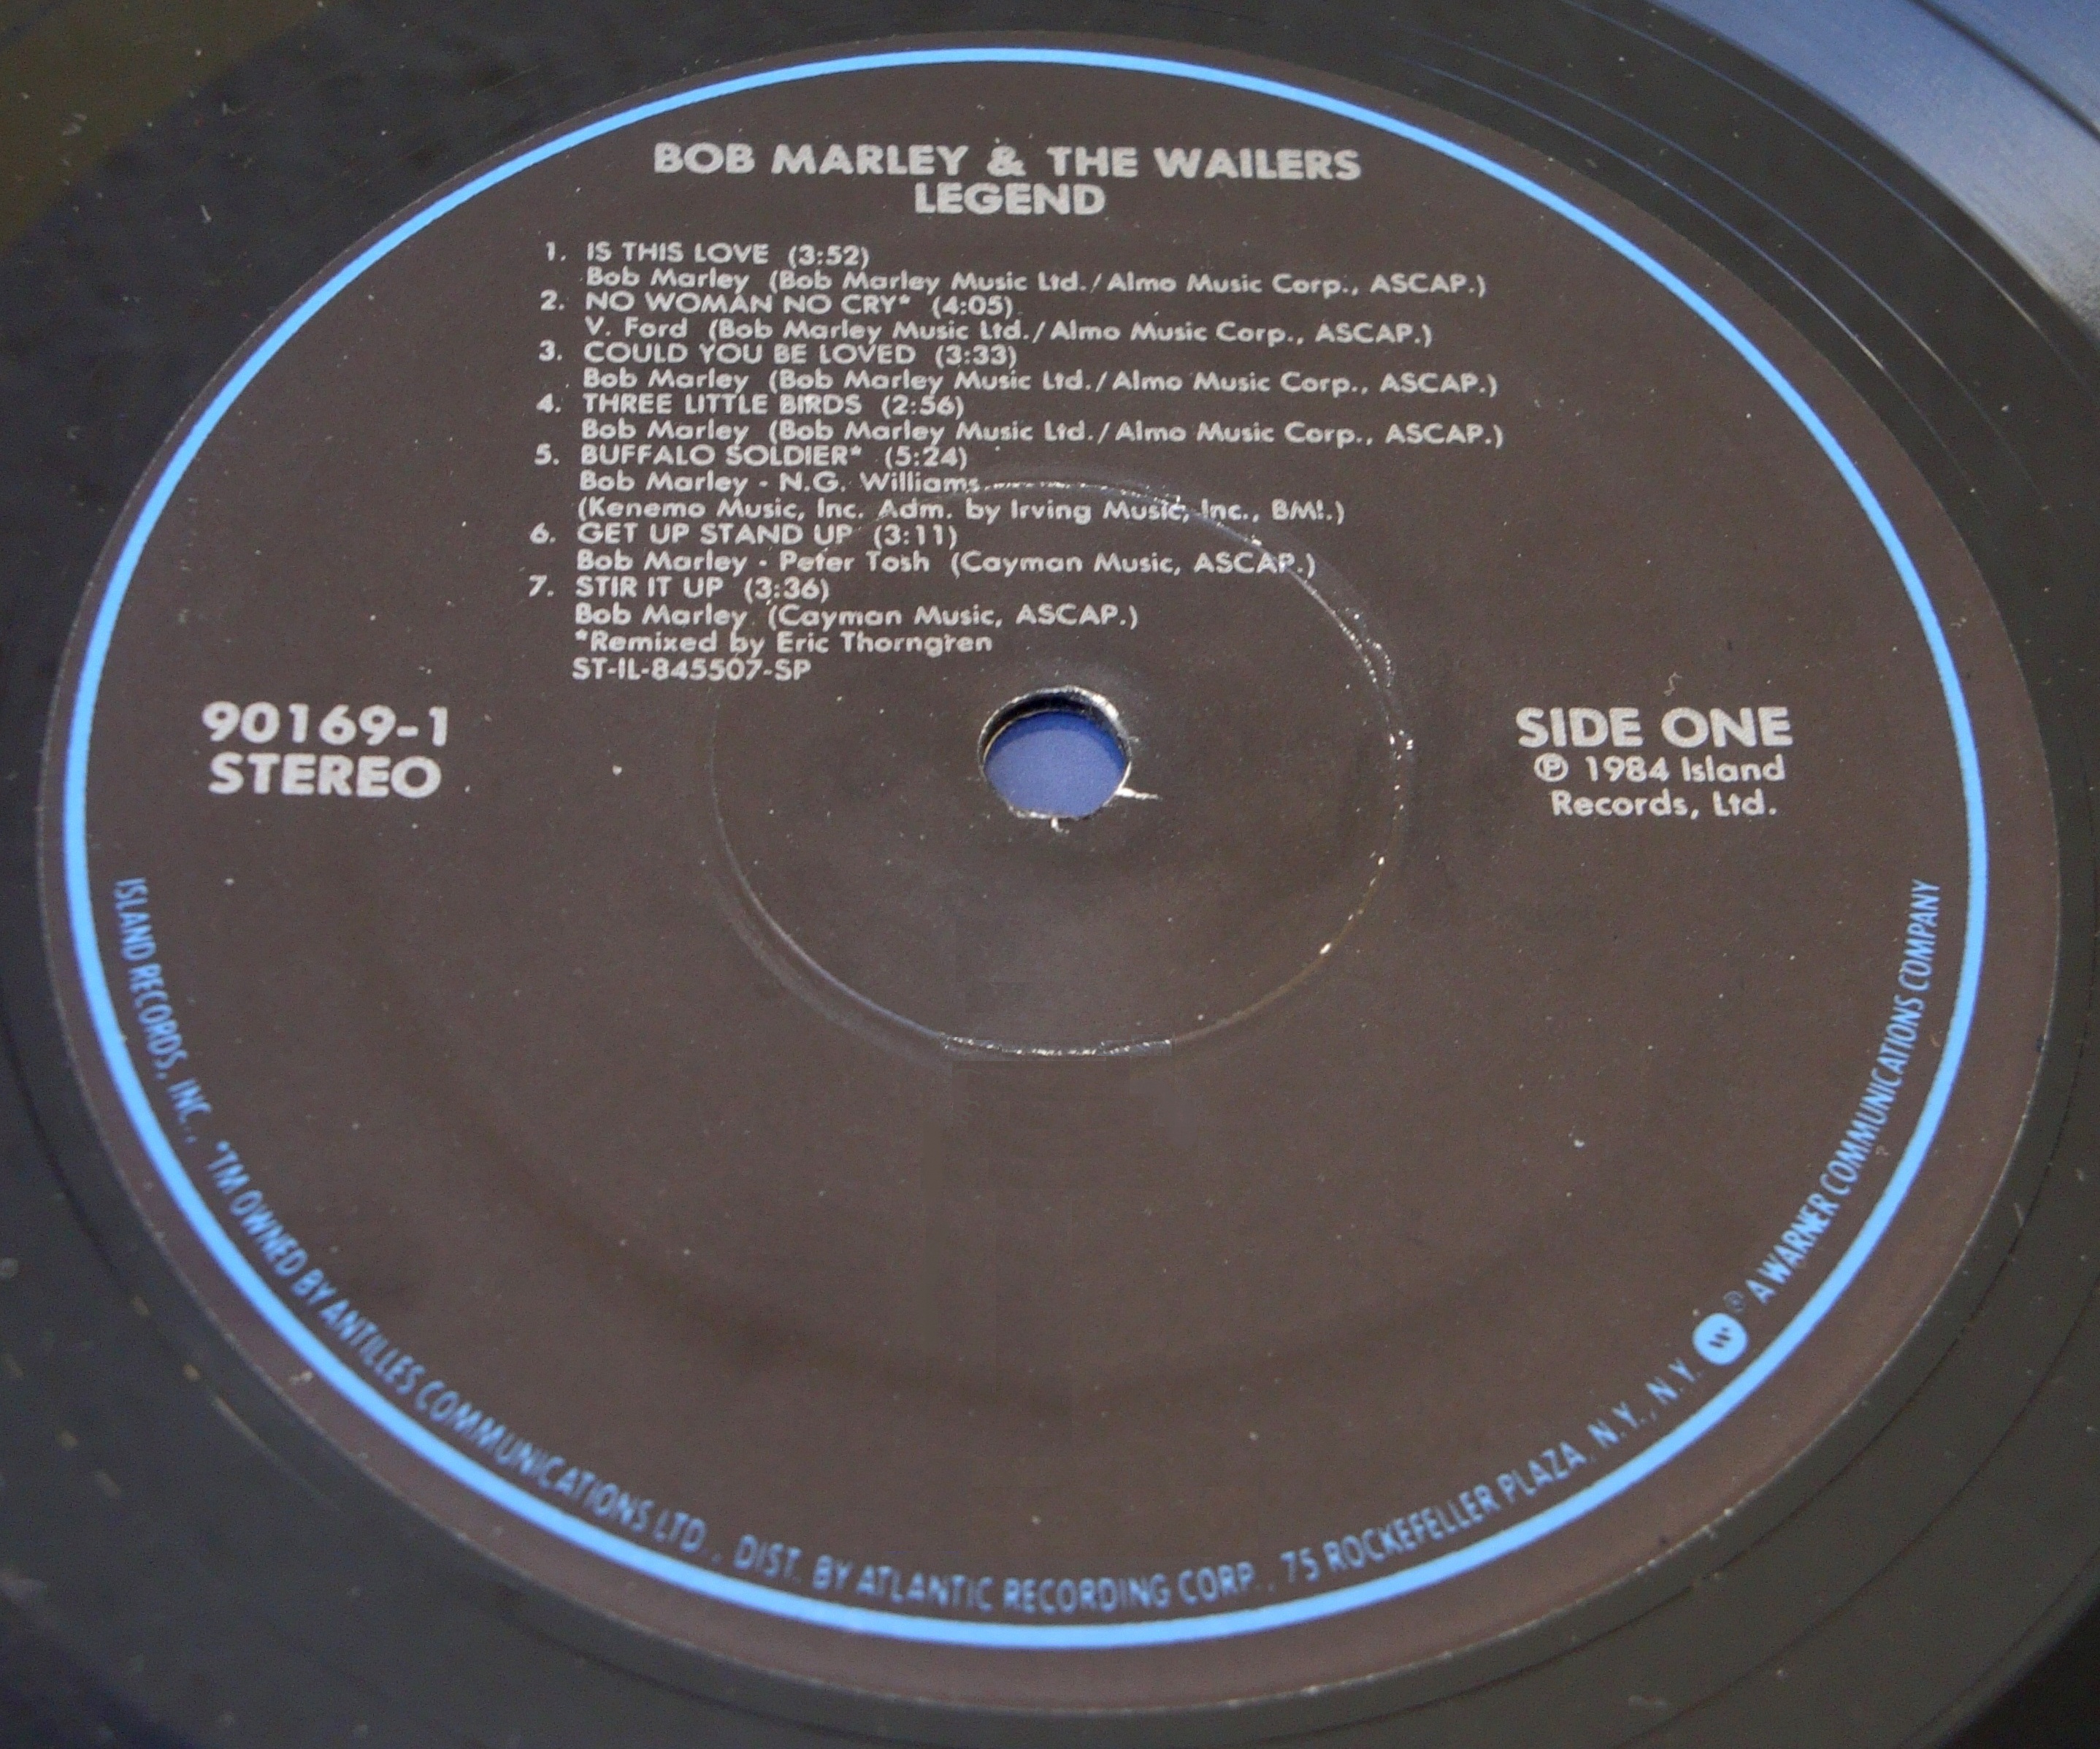 BOB MARLEY & THE WAILERS
LEGEND
1. IS THIS LOVE (3:52)
Bob Marley (Bob Marley Music Ltd./Almo Music Corp., ASCAP.)
2. NO WOMAN NO CRY* (4:05)
V. Ford (Bob Marley Music Ltd./Almo Music Corp., ASCAP.)
3. COULD YOU BE LOVED (3:33)
Bob Marley (Bob Marley Music Ltd./Almo Music Corp., ASCAP.)
4. THREE LITTLE BIRDS (2:56)
Bob Marley (Bob Marley Music Ltd./Almo Music Corp., ASCAP.)
5. BUFFALO SOLDIER* (5:24)
Bob Marley - N.G. Williams
(Kenemo Music, Inc. Adm. by Irving Music, Inc., BMI.)
6. GET UP STAND UP (3:11)
Bob Marley - Peter Tosh (Cayman Music, ASCAP.)
7. STIR IT UP (3:36)
Bob Marley (Cayman Music, ASCAP.)
*Remixed by Eric Thorngren
ST-IL-845507-SP
90169-1
STEREO
SIDE ONE
℗ 1984 Island
Records, Ltd.
ISLAND RECORDS, INC., *TM OWNED BY ANTILLES COMMUNICATIONS LTD., DIST. BY ATLANTIC RECORDING CORP., 75 ROCKEFELLER PLAZA, N.Y., N.Y. W ® A WARNER COMMUNICATIONS COMPANY